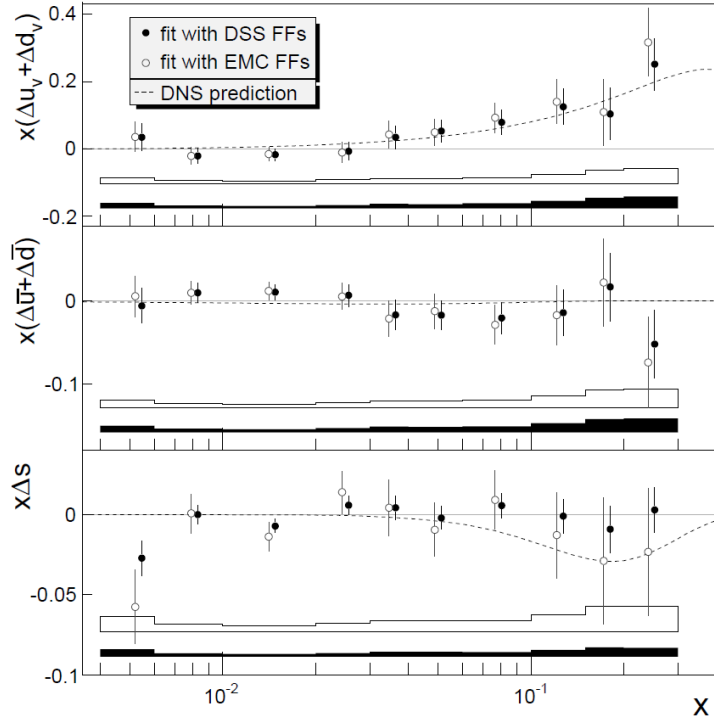 x(Δu_v + Δd_v)
0.4
0.2
0
-0.2
● fit with DSS FFs
○ fit with EMC FFs
DNS prediction
x(Δu̅+Δd̅)
0
-0.1
xΔs
0
-0.05
-0.1
10⁻²
10⁻¹
x